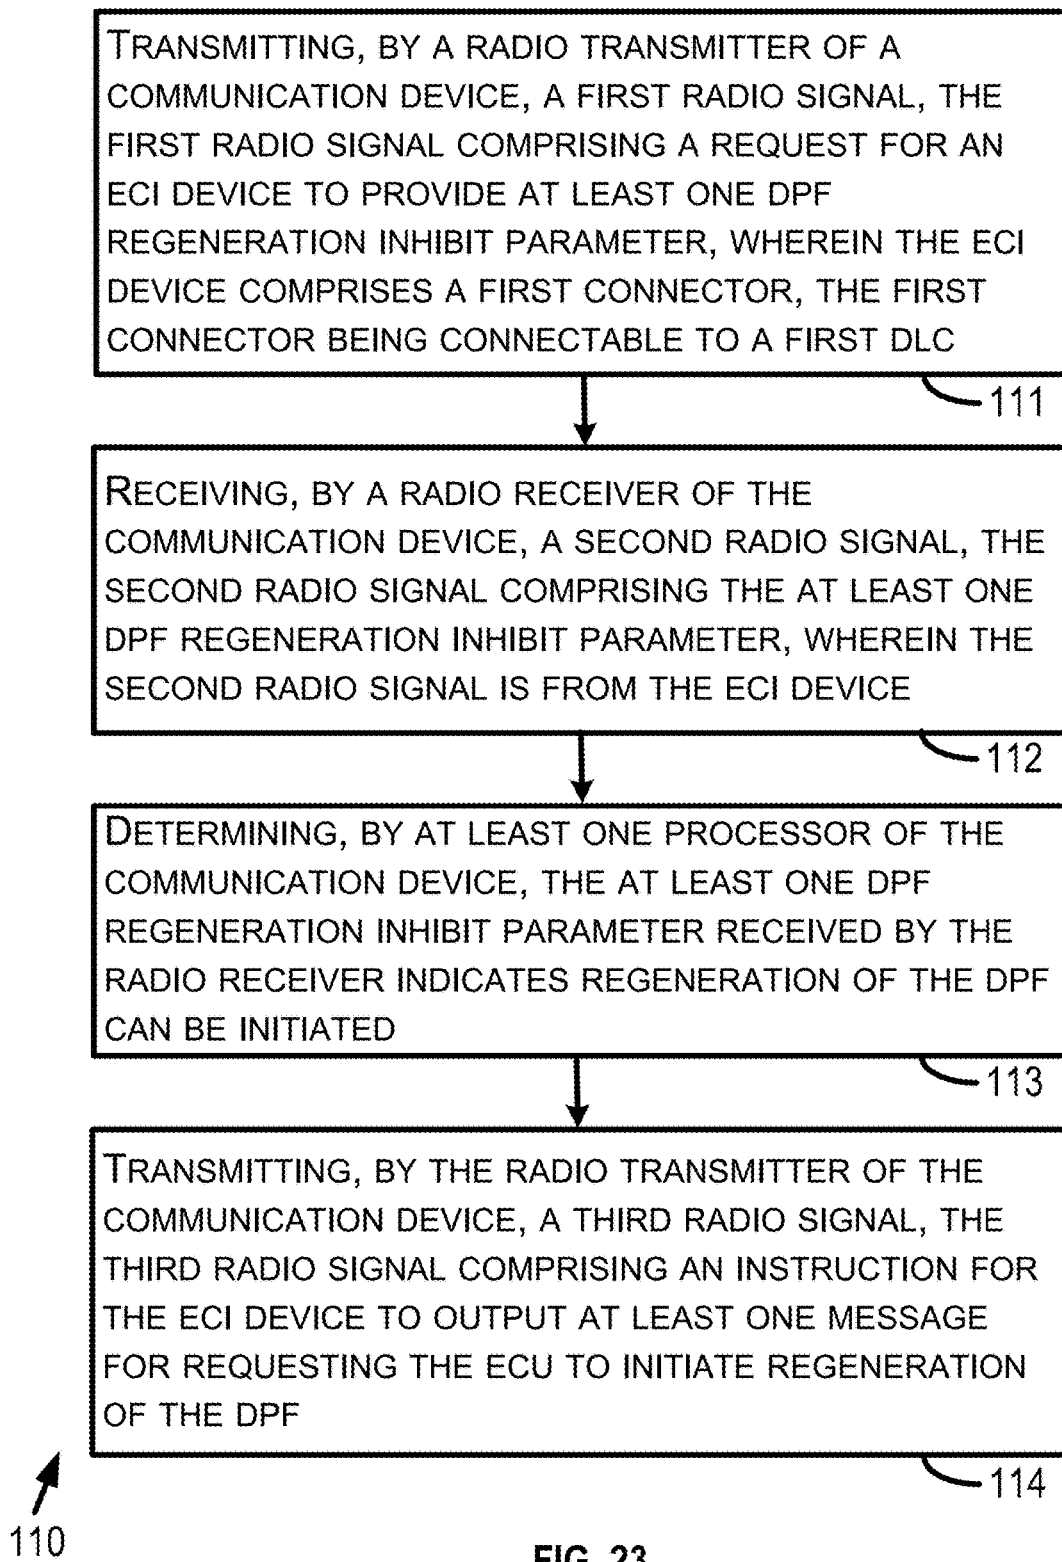 TRANSMITTING, BY A RADIO TRANSMITTER OF A
COMMUNICATION DEVICE, A FIRST RADIO SIGNAL, THE
FIRST RADIO SIGNAL COMPRISING A REQUEST FOR AN
ECI DEVICE TO PROVIDE AT LEAST ONE DPF
REGENERATION INHIBIT PARAMETER, WHEREIN THE ECI
DEVICE COMPRISES A FIRST CONNECTOR, THE FIRST
CONNECTOR BEING CONNECTABLE TO A FIRST DLC
111
RECEIVING, BY A RADIO RECEIVER OF THE
COMMUNICATION DEVICE, A SECOND RADIO SIGNAL, THE
SECOND RADIO SIGNAL COMPRISING THE AT LEAST ONE
DPF REGENERATION INHIBIT PARAMETER, WHEREIN THE
SECOND RADIO SIGNAL IS FROM THE ECI DEVICE
112
DETERMINING, BY AT LEAST ONE PROCESSOR OF THE
COMMUNICATION DEVICE, THE AT LEAST ONE DPF
REGENERATION INHIBIT PARAMETER RECEIVED BY THE
RADIO RECEIVER INDICATES REGENERATION OF THE DPF
CAN BE INITIATED
113
TRANSMITTING, BY THE RADIO TRANSMITTER OF THE
COMMUNICATION DEVICE, A THIRD RADIO SIGNAL, THE
THIRD RADIO SIGNAL COMPRISING AN INSTRUCTION FOR
THE ECI DEVICE TO OUTPUT AT LEAST ONE MESSAGE
FOR REQUESTING THE ECU TO INITIATE REGENERATION
OF THE DPF
114
110
FIG. 23